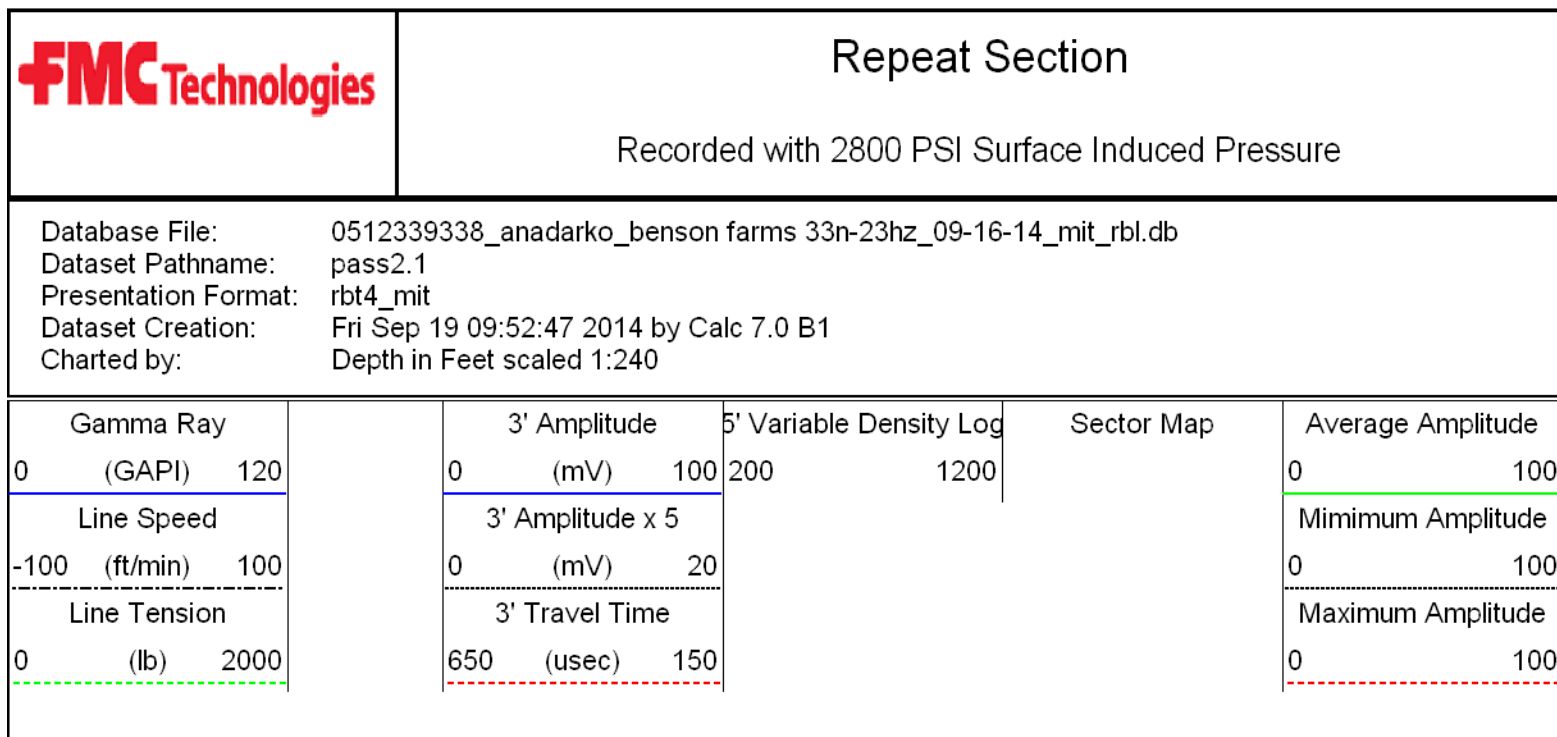 FMC Technologies
Repeat Section
Recorded with 2800 PSI Surface Induced Pressure
Database File: 0512339338_anadarko_benson farms 33n-23hz_09-16-14_mit_rbl.db
Dataset Pathname: pass2.1
Presentation Format: rbt4_mit
Dataset Creation: Fri Sep 19 09:52:47 2014 by Calc 7.0 B1
Charted by: Depth in Feet scaled 1:240
Gamma Ray 3' Amplitude 5' Variable Density Log Sector Map Average Amplitude
0 (GAPI) 120 0 (mV) 100 200 1200 0 100
Line Speed 3' Amplitude x 5 Mimimum Amplitude
-100 (ft/min) 100 0 (mV) 20 0 100
Line Tension 3' Travel Time Maximum Amplitude
0 (lb) 2000 650 (usec) 150 0 100